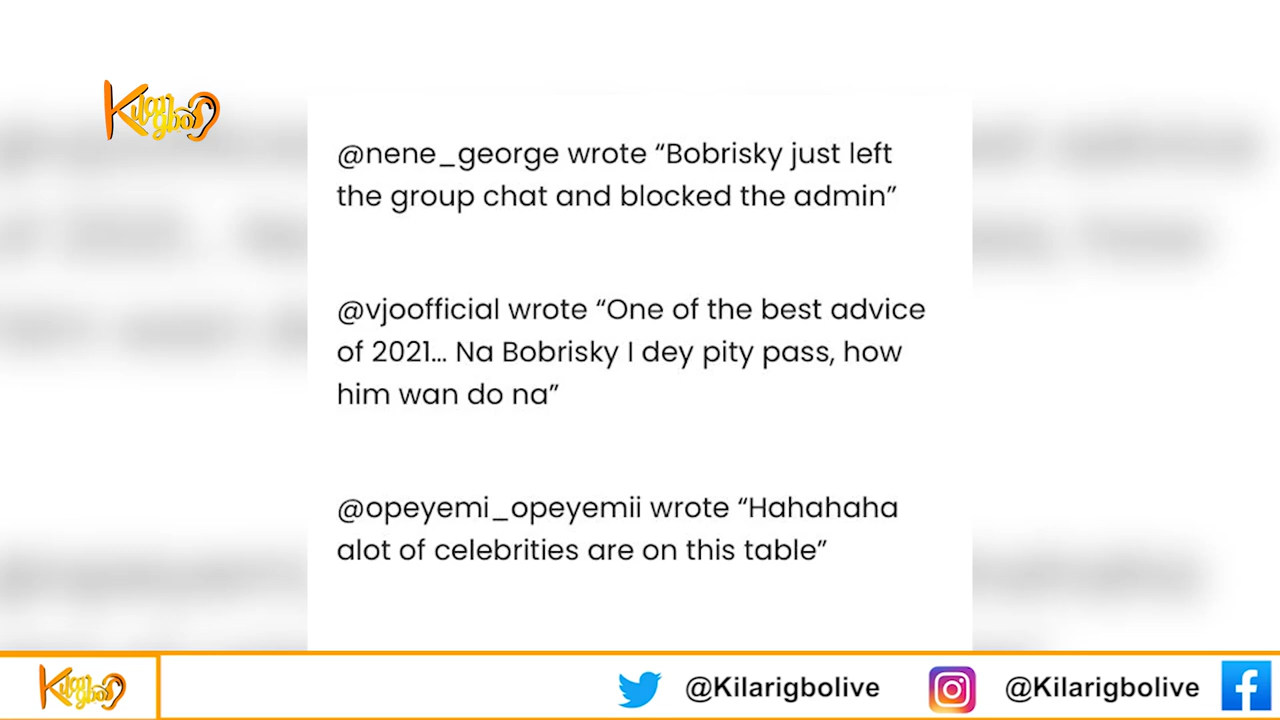 Kilarigbo
@nene_george wrote “Bobrisky just left
the group chat and blocked the admin”
@vjoofficial wrote “One of the best advice
of 2021... Na Bobrisky I dey pity pass, how
him wan do na”
@opeyemi_opeyemii wrote “Hahahaha
alot of celebrities are on this table”
Kilarigbo
@Kilarigbolive
@Kilarigbolive